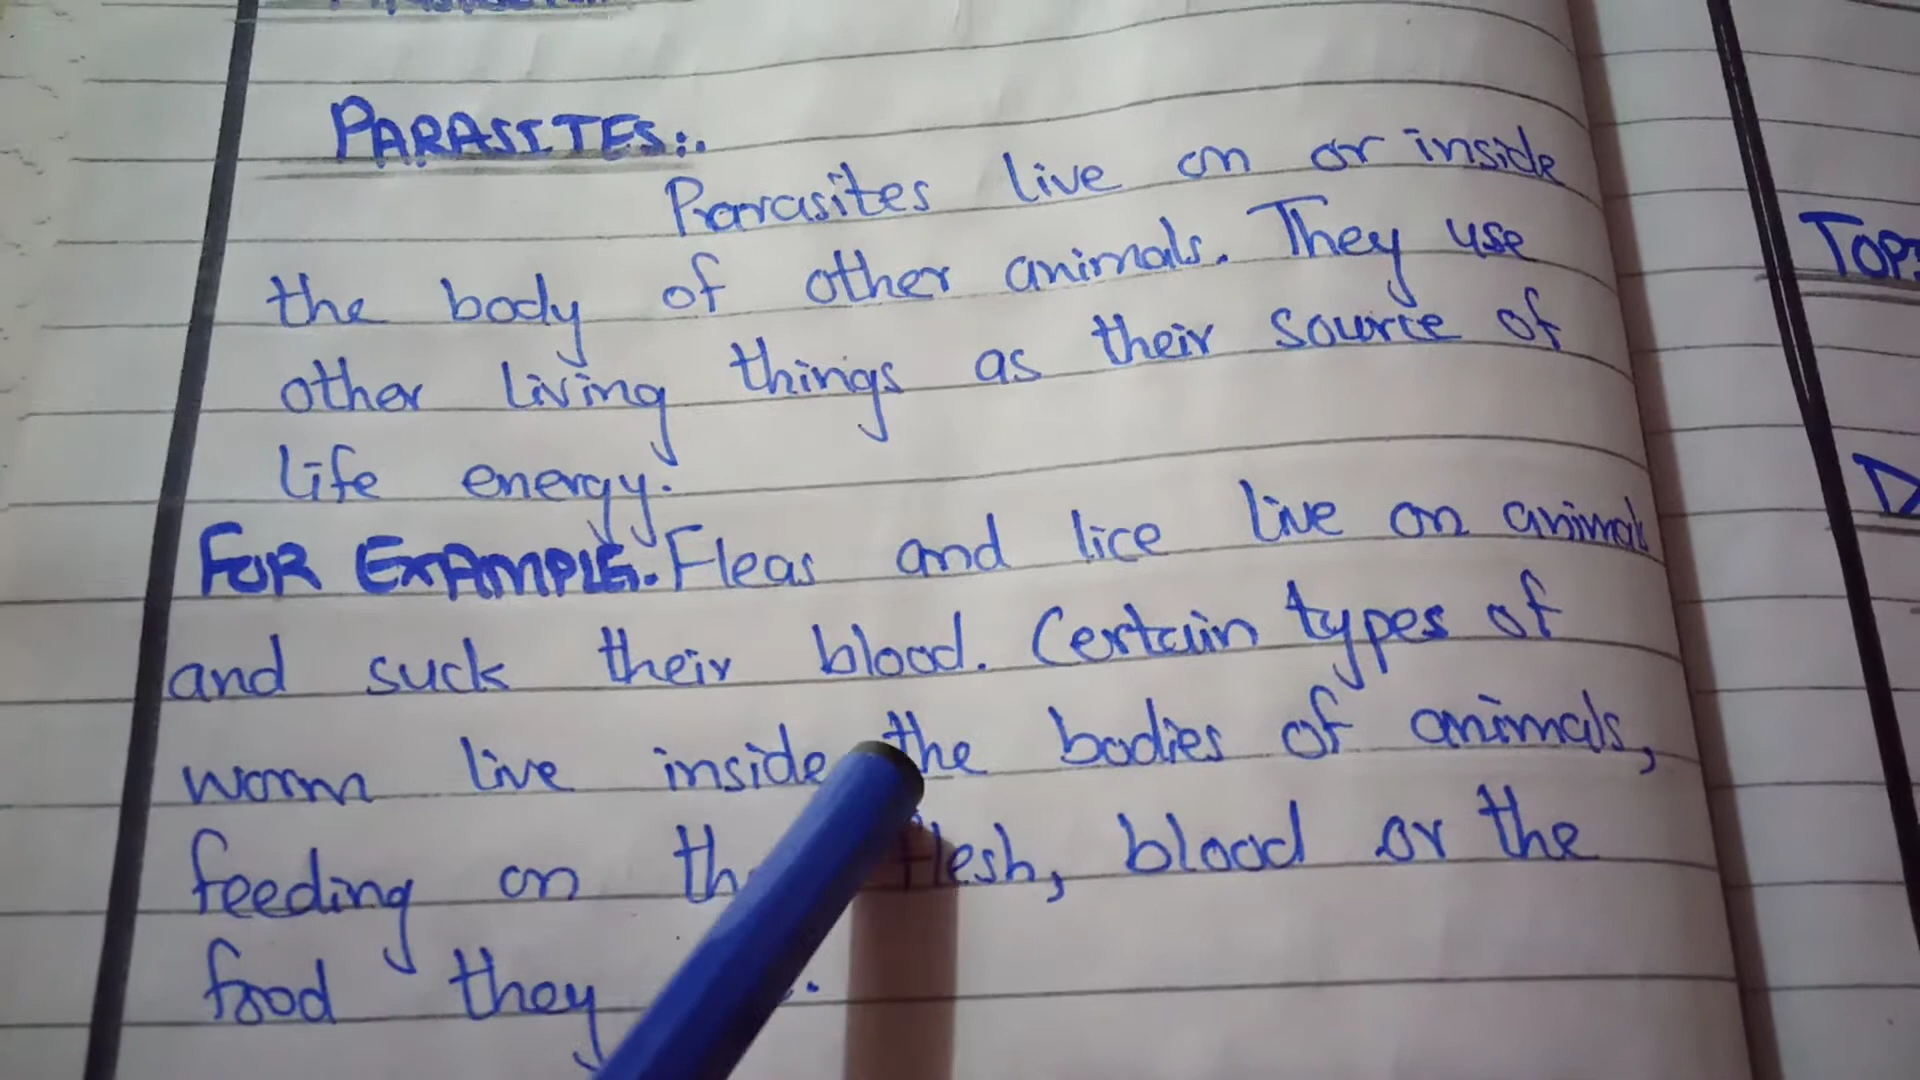 PARASITES:.
Parasites live on or inside
the body of other animals. They use
other living things as their source of
life energy.
FOR EXAMPLE. Fleas and lice live on animals
and suck their blood. Certain types of
worm live inside the bodies of animals,
feeding on flesh, blood or the
food they